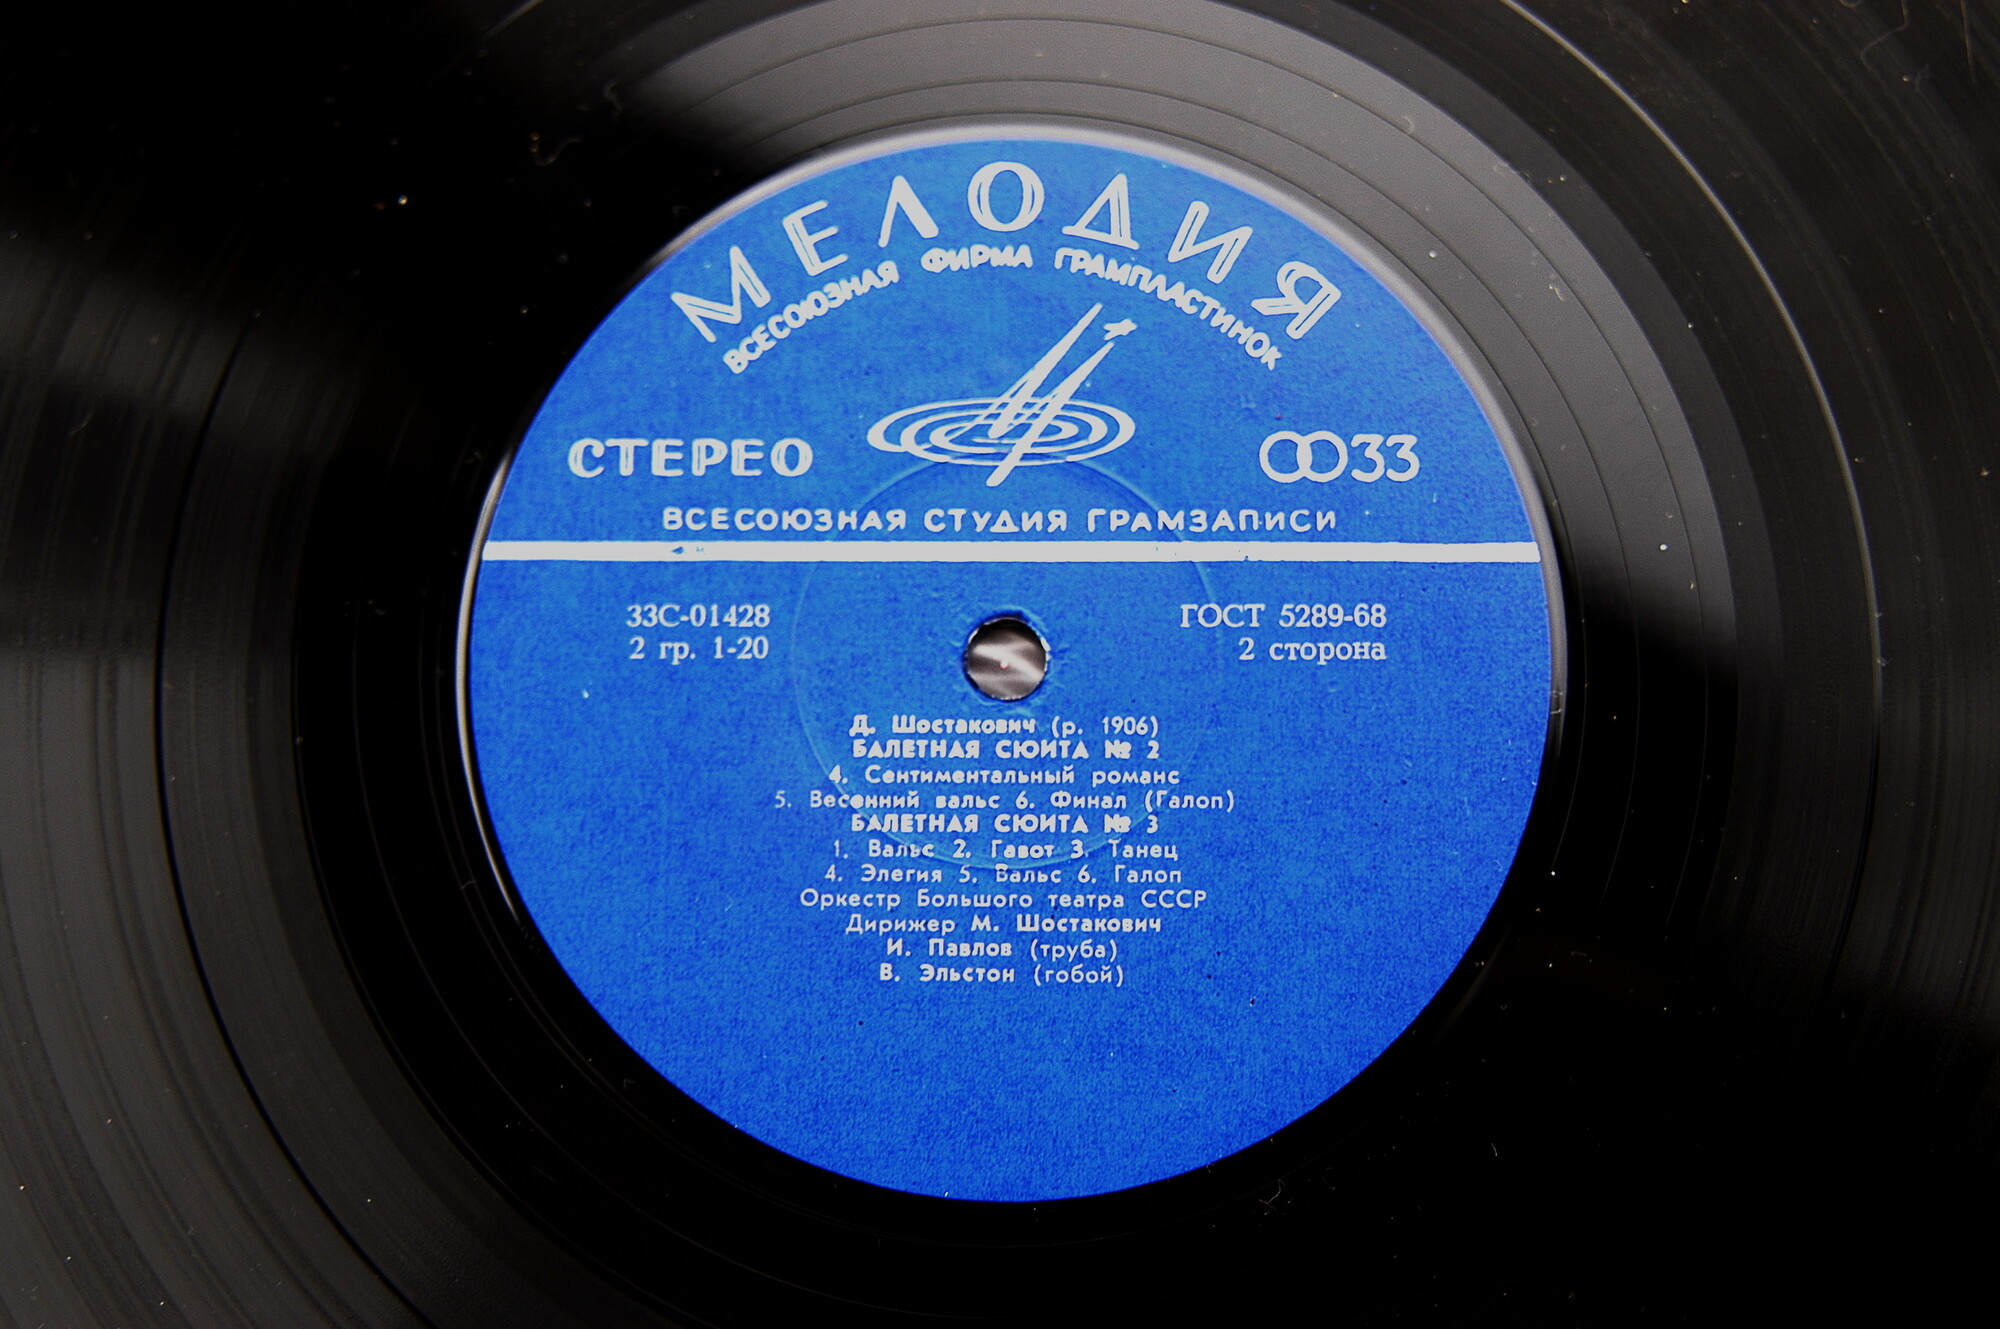 МЕЛОДИЯ
ВСЕСОЮЗНАЯ ФИРМА ГРАМПЛАСТИНОК
СТЕРЕО
33
ВСЕСОЮЗНАЯ СТУДИЯ ГРАМЗАПИСИ
33С-01428
2 гр. 1-20
ГОСТ 5289-68
2 сторона
Д. Шостакович (р. 1906)
БАЛЕТНАЯ СЮИТА № 2
4. Сентиментальный романс
5. Весенний вальс 6. Финал (Галоп)
БАЛЕТНАЯ СЮИТА № 3
1. Вальс 2. Гавот 3. Танец
4. Элегия 5. Вальс 6. Галоп
Оркестр Большого театра СССР
Дирижер М. Шостакович
И. Павлов (труба)
В. Эльстон (гобой)